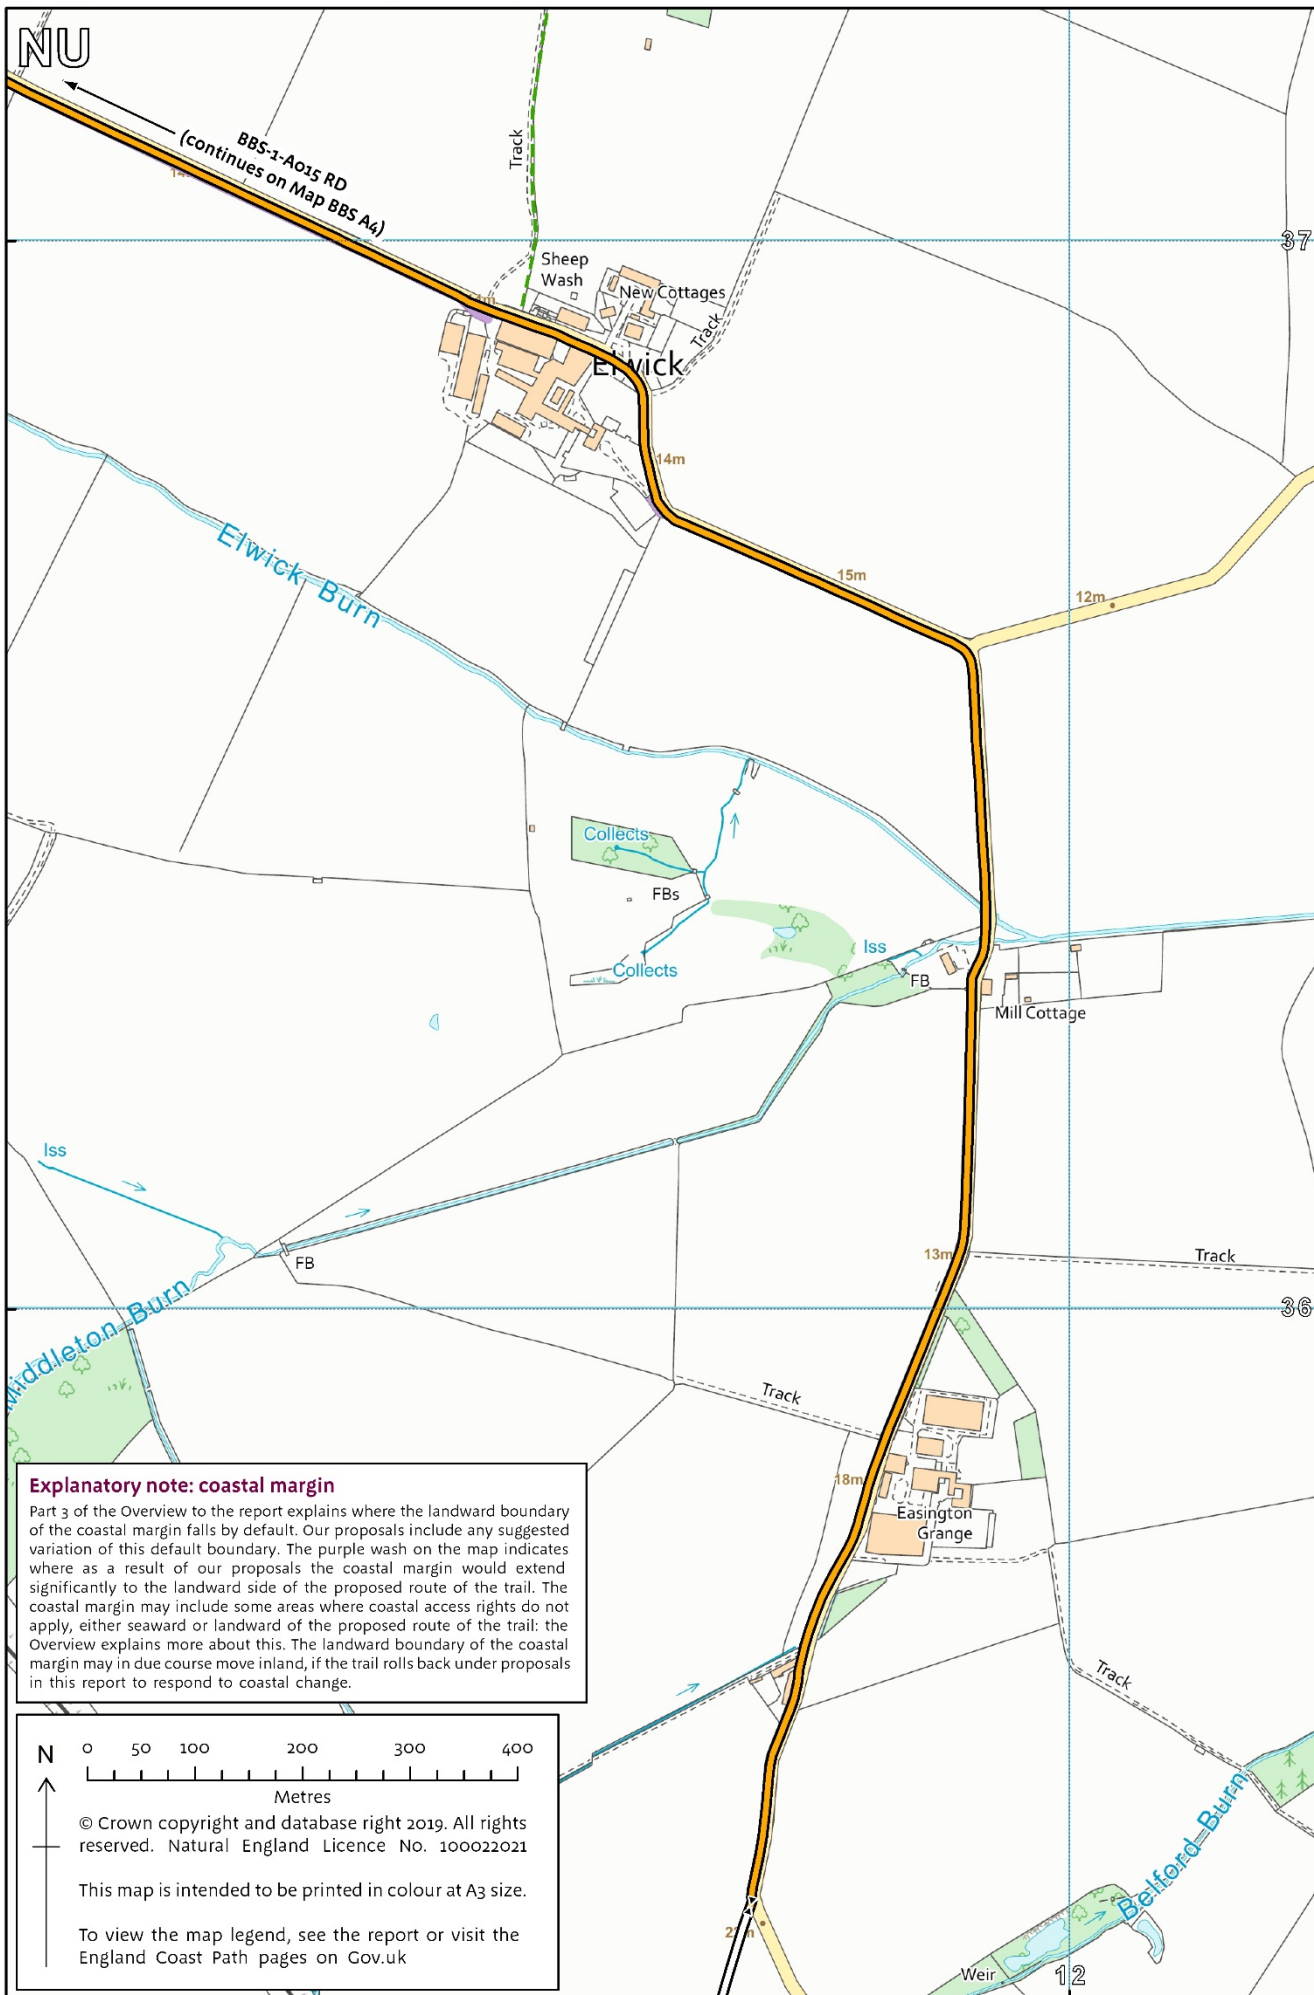 NU
BBS-1-A015 RD
(continues on Map BBS A4)
Track
37
Sheep
Wash
New Cottages
Track
Elwick
14m
15m
12m
Elwick Burn
Collects
FBs
Collects
Iss
FB
Mill Cottage
Iss
FB
13m
Track
36
Middleton Burn
Track
18m
Easington
Grange
Explanatory note: coastal margin
Part 3 of the Overview to the report explains where the landward boundary
of the coastal margin falls by default. Our proposals include any suggested
variation of this default boundary. The purple wash on the map indicates
where as a result of our proposals the coastal margin would extend
significantly to the landward side of the proposed route of the trail. The
coastal margin may include some areas where coastal access rights do not
apply, either seaward or landward of the proposed route of the trail: the
Overview explains more about this. The landward boundary of the coastal
margin may in due course move inland, if the trail rolls back under proposals
in this report to respond to coastal change.
Track
N
0 50 100 200 300 400
Metres
© Crown copyright and database right 2019. All rights
reserved. Natural England Licence No. 100022021
This map is intended to be printed in colour at A3 size.
To view the map legend, see the report or visit the
England Coast Path pages on Gov.uk
Belford Burn
Weir
12